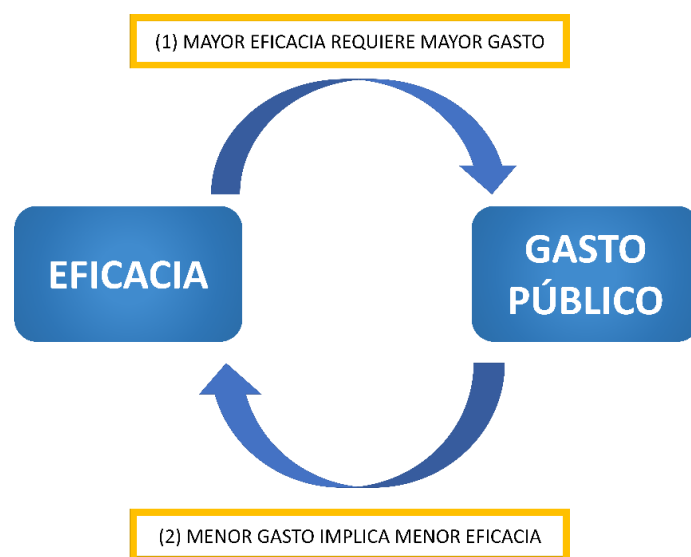 (1) MAYOR EFICACIA REQUIERE MAYOR GASTO
EFICACIA
GASTO
PÚBLICO
(2) MENOR GASTO IMPLICA MENOR EFICACIA